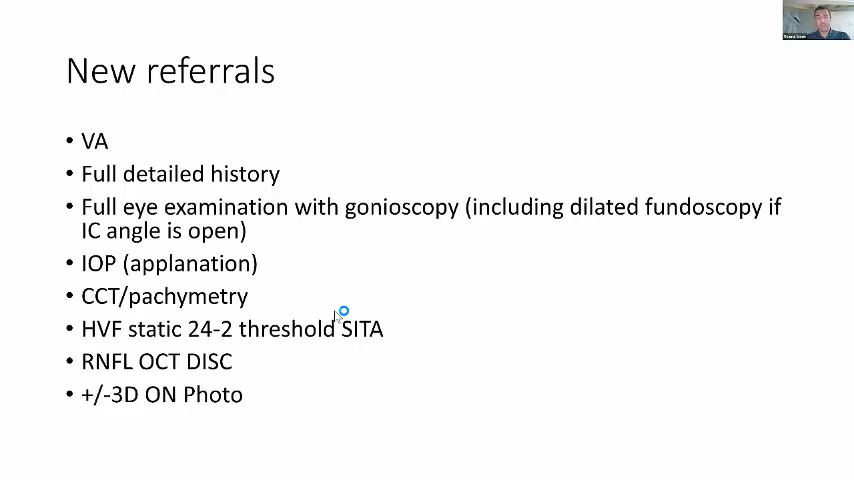 New referrals
• VA
• Full detailed history
• Full eye examination with gonioscopy (including dilated fundoscopy if
IC angle is open)
• IOP (applanation)
• CCT/pachymetry
• HVF static 24-2 threshold SITA
• RNFL OCT DISC
• +/-3D ON Photo